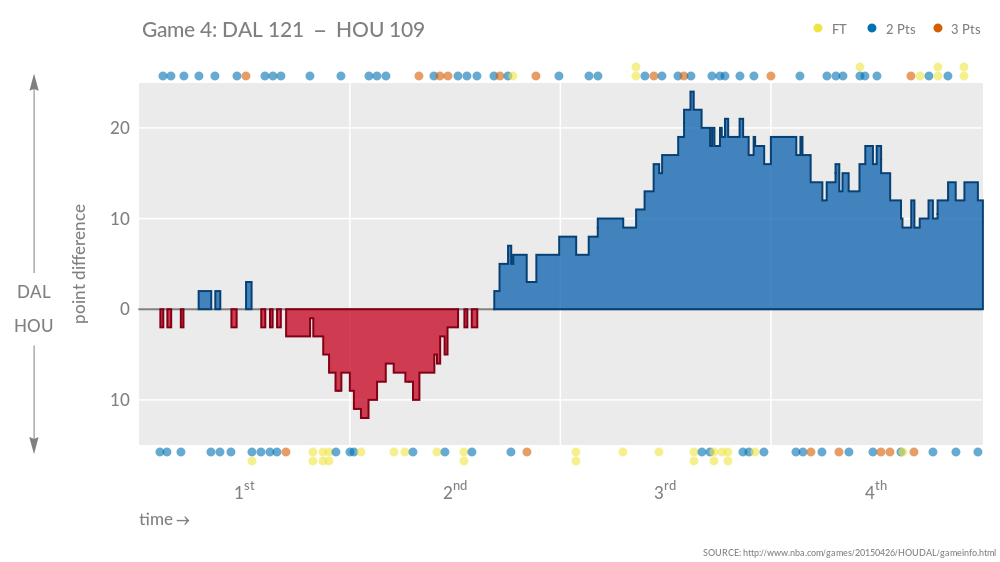 Game 4: DAL 121 – HOU 109
FT
2 Pts
3 Pts
20
10
0
10
point difference
DAL
HOU
1st
2nd
3rd
4th
time→
SOURCE: http://www.nba.com/games/20150426/HOUDAL/gameinfo.html